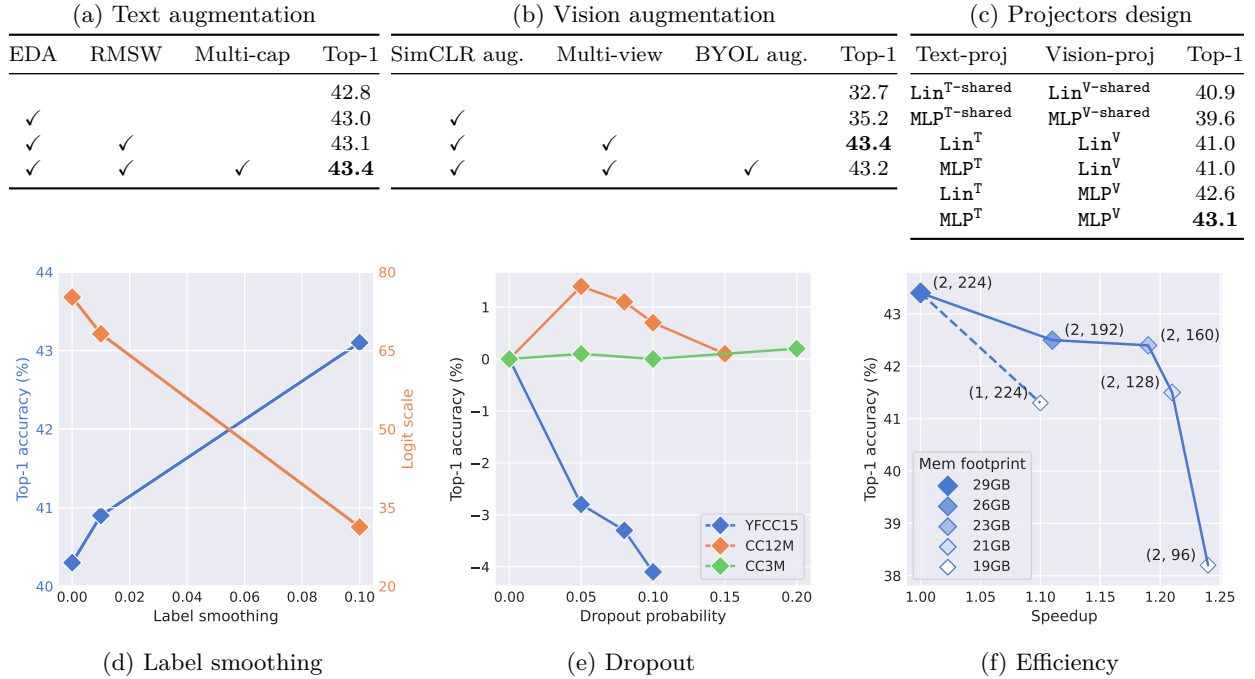 (a) Text augmentation
EDA RMSW Multi-cap Top-1
42.8
✓ 43.0
✓ ✓ 43.1
✓ ✓ ✓ 43.4
(b) Vision augmentation
SimCLR aug. Multi-view BYOL aug. Top-1
32.7
✓ 35.2
✓ ✓ 43.4
✓ ✓ ✓ 43.2
(c) Projectors design
Text-proj Vision-proj Top-1
Lin^T-shared Lin^V-shared 40.9
MLP^T-shared MLP^V-shared 39.6
Lin^T Lin^V 41.0
MLP^T Lin^V 41.0
Lin^T MLP^V 42.6
MLP^T MLP^V 43.1
Top-1 accuracy (%)
44
43
42
41
40
80
65
50
35
20
Logit scale
0.00 0.02 0.04 0.06 0.08 0.10
Label smoothing
(d) Label smoothing
Top-1 accuracy (%)
1
0
−1
−2
−3
−4
YFCC15
CC12M
CC3M
0.00 0.05 0.10 0.15 0.20
Dropout probability
(e) Dropout
Top-1 accuracy (%)
43
42
41
40
39
38
(2, 224)
(2, 192)
(2, 160)
(2, 128)
(1, 224)
(2, 96)
Mem footprint
29GB
26GB
23GB
21GB
19GB
1.00 1.05 1.10 1.15 1.20 1.25
Speedup
(f) Efficiency